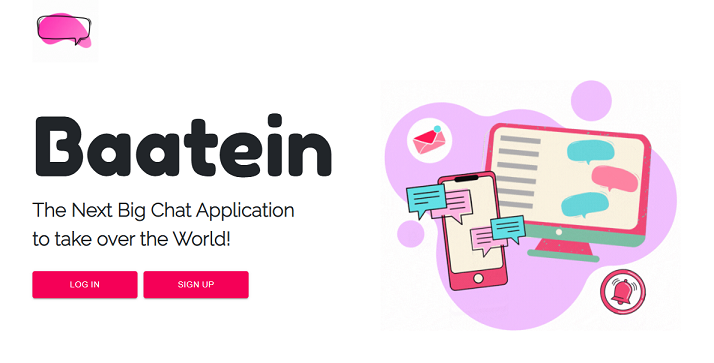 Baatein
The Next Big Chat Application
to take over the World!
LOG IN
SIGN UP